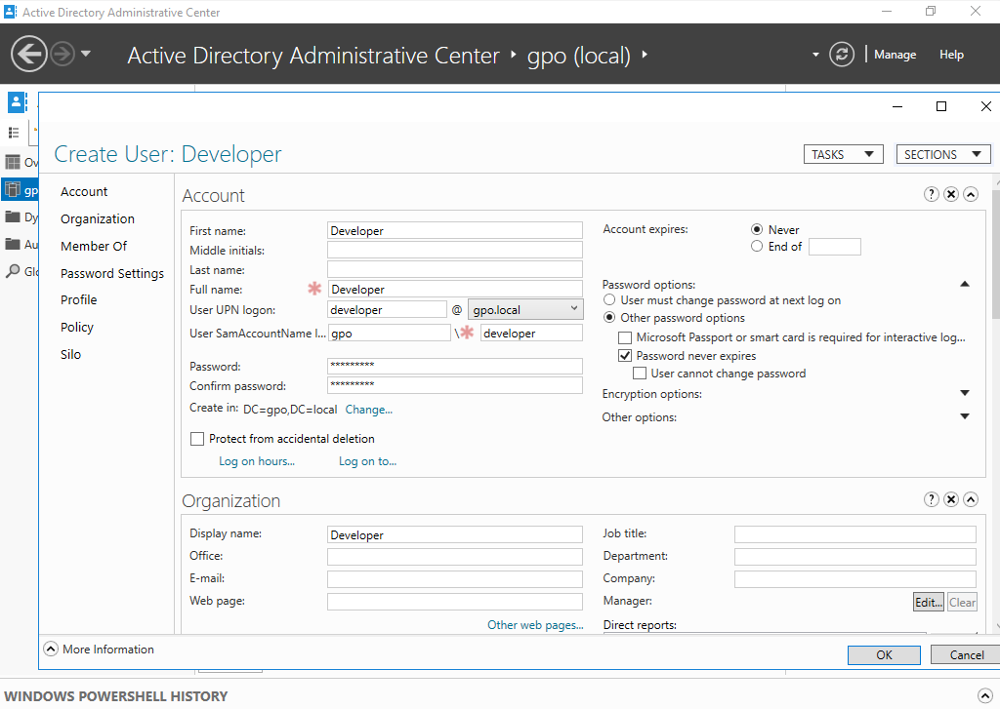 Active Directory Administrative Center
Active Directory Administrative Center ‣ gpo (local) ‣
Manage
Help
Create User: Developer
TASKS
SECTIONS
Ov
gp
Dy
Au
Glo
Account
Organization
Member Of
Password Settings
Profile
Policy
Silo
Account
First name: Developer
Middle initials:
Last name:
Full name: * Developer
User UPN logon: developer @ gpo.local
User SamAccountName l... gpo \* developer
Password: *********
Confirm password: *********
Create in: DC=gpo,DC=local Change...
Protect from accidental deletion
Log on hours... Log on to...
Account expires: Never
End of
Password options:
User must change password at next log on
Other password options
Microsoft Passport or smart card is required for interactive log...
Password never expires
User cannot change password
Encryption options:
Other options:
Organization
Display name: Developer
Office:
E-mail:
Web page:
Other web pages...
Job title:
Department:
Company:
Manager: Edit... Clear
Direct reports:
More Information
OK Cancel
WINDOWS POWERSHELL HISTORY